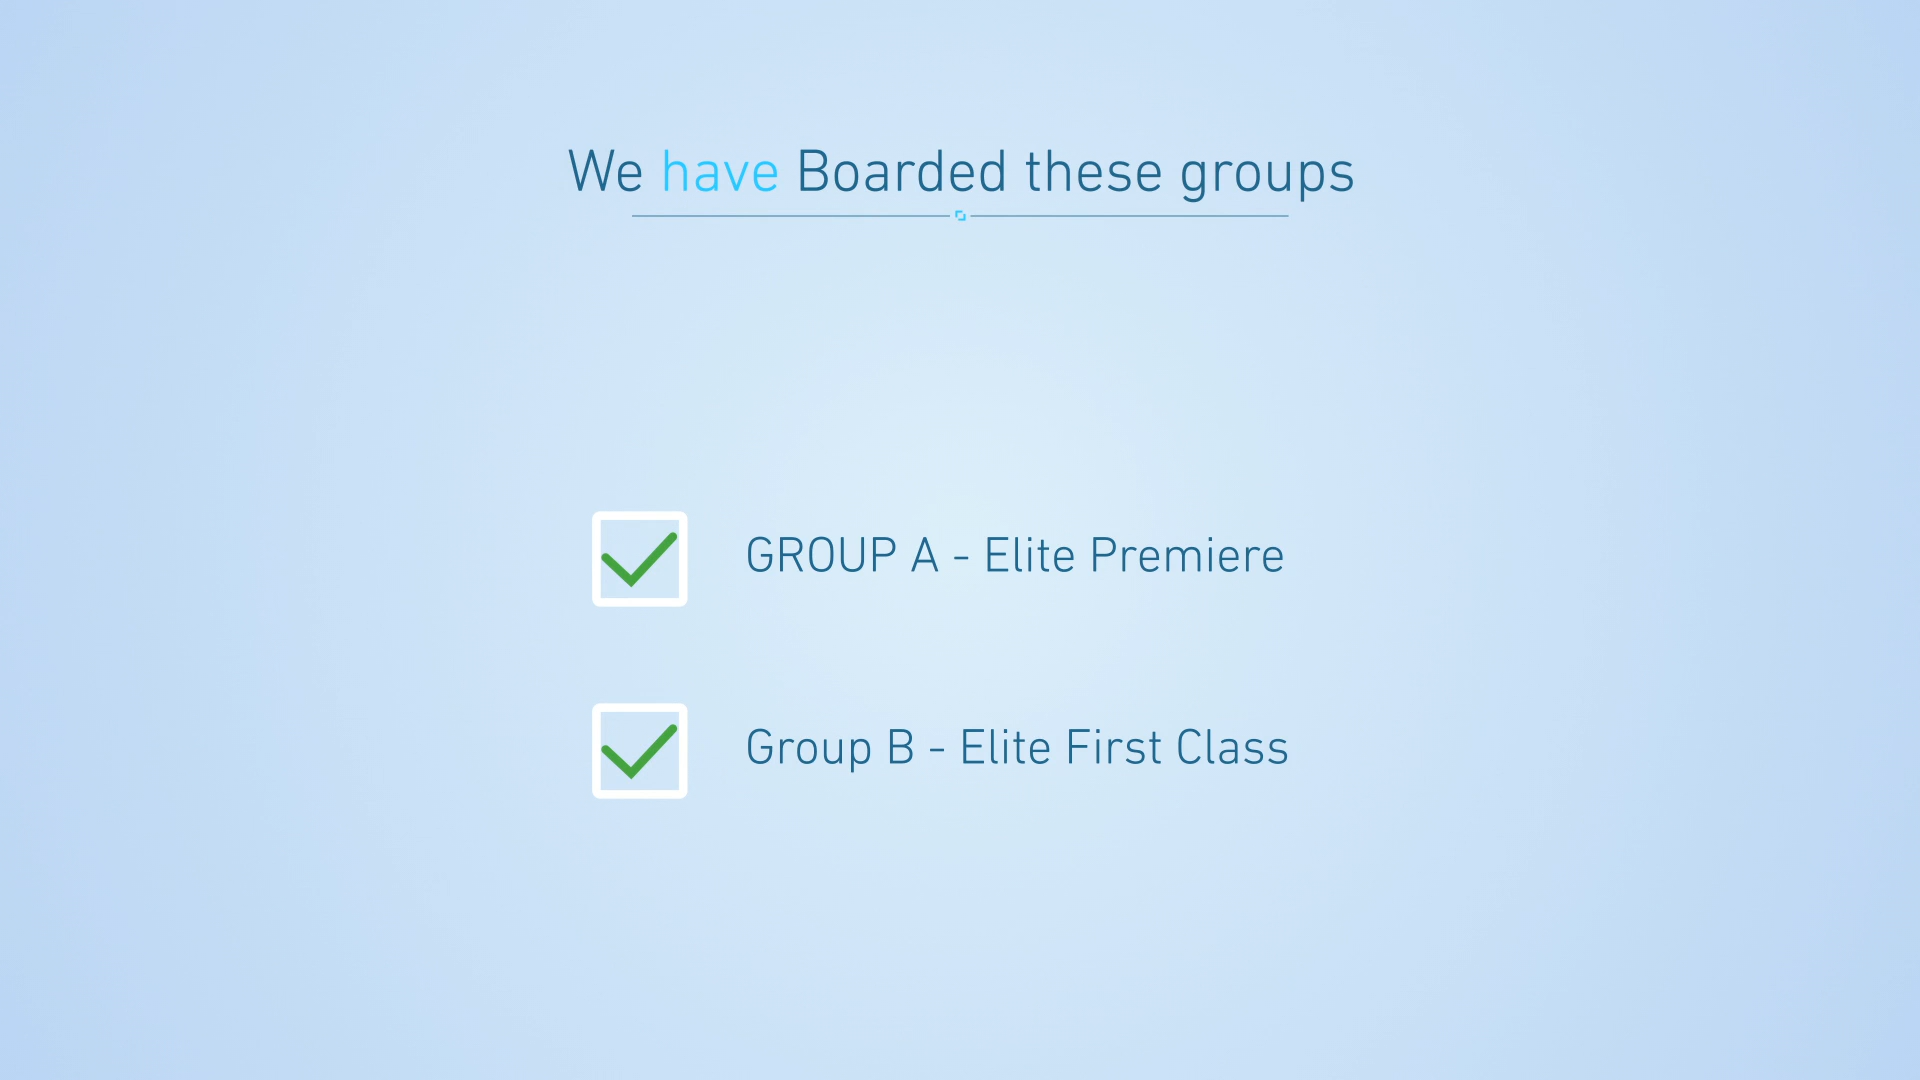 We have Boarded these groups
GROUP A - Elite Premiere
Group B - Elite First Class